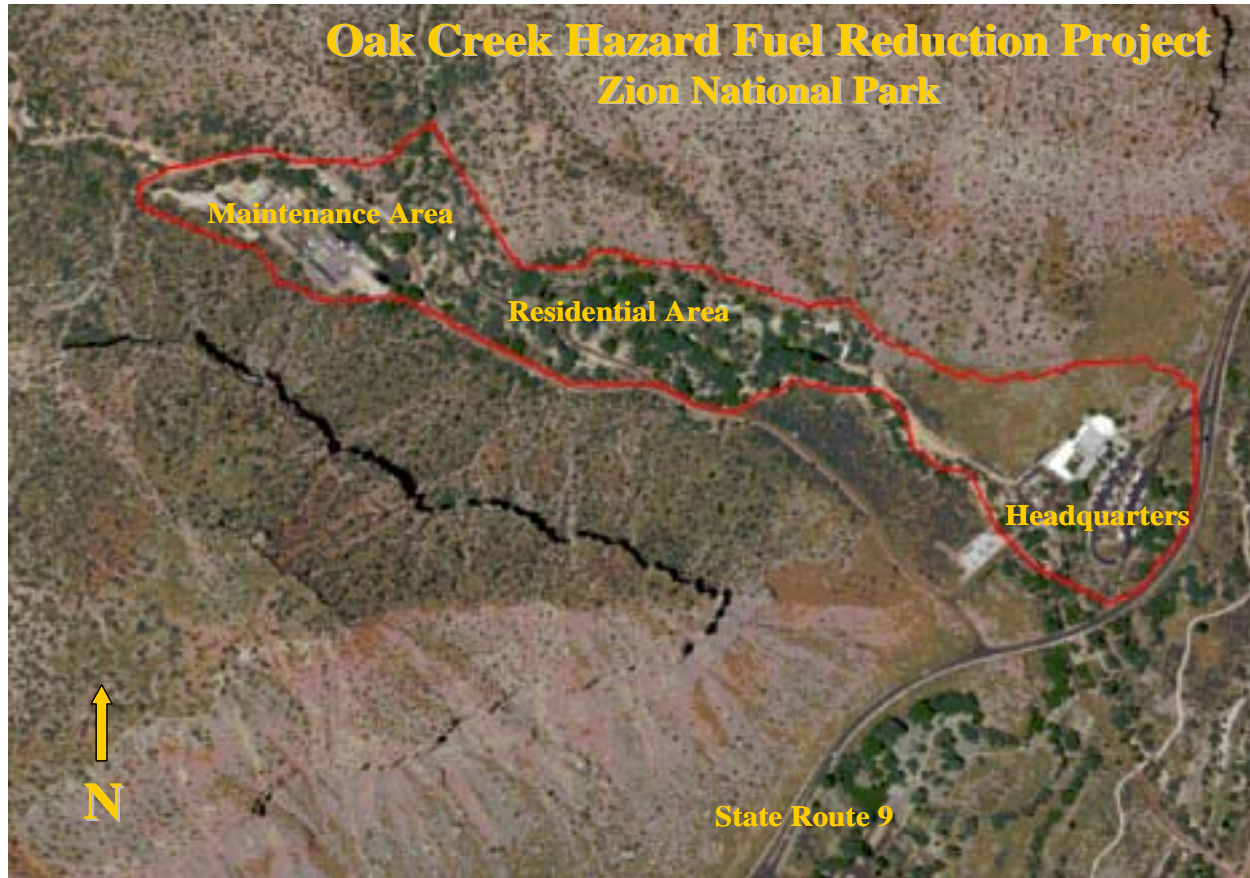 Oak Creek Hazard Fuel Reduction Project
Zion National Park
Maintenance Area
Residential Area
Headquarters
N
State Route 9